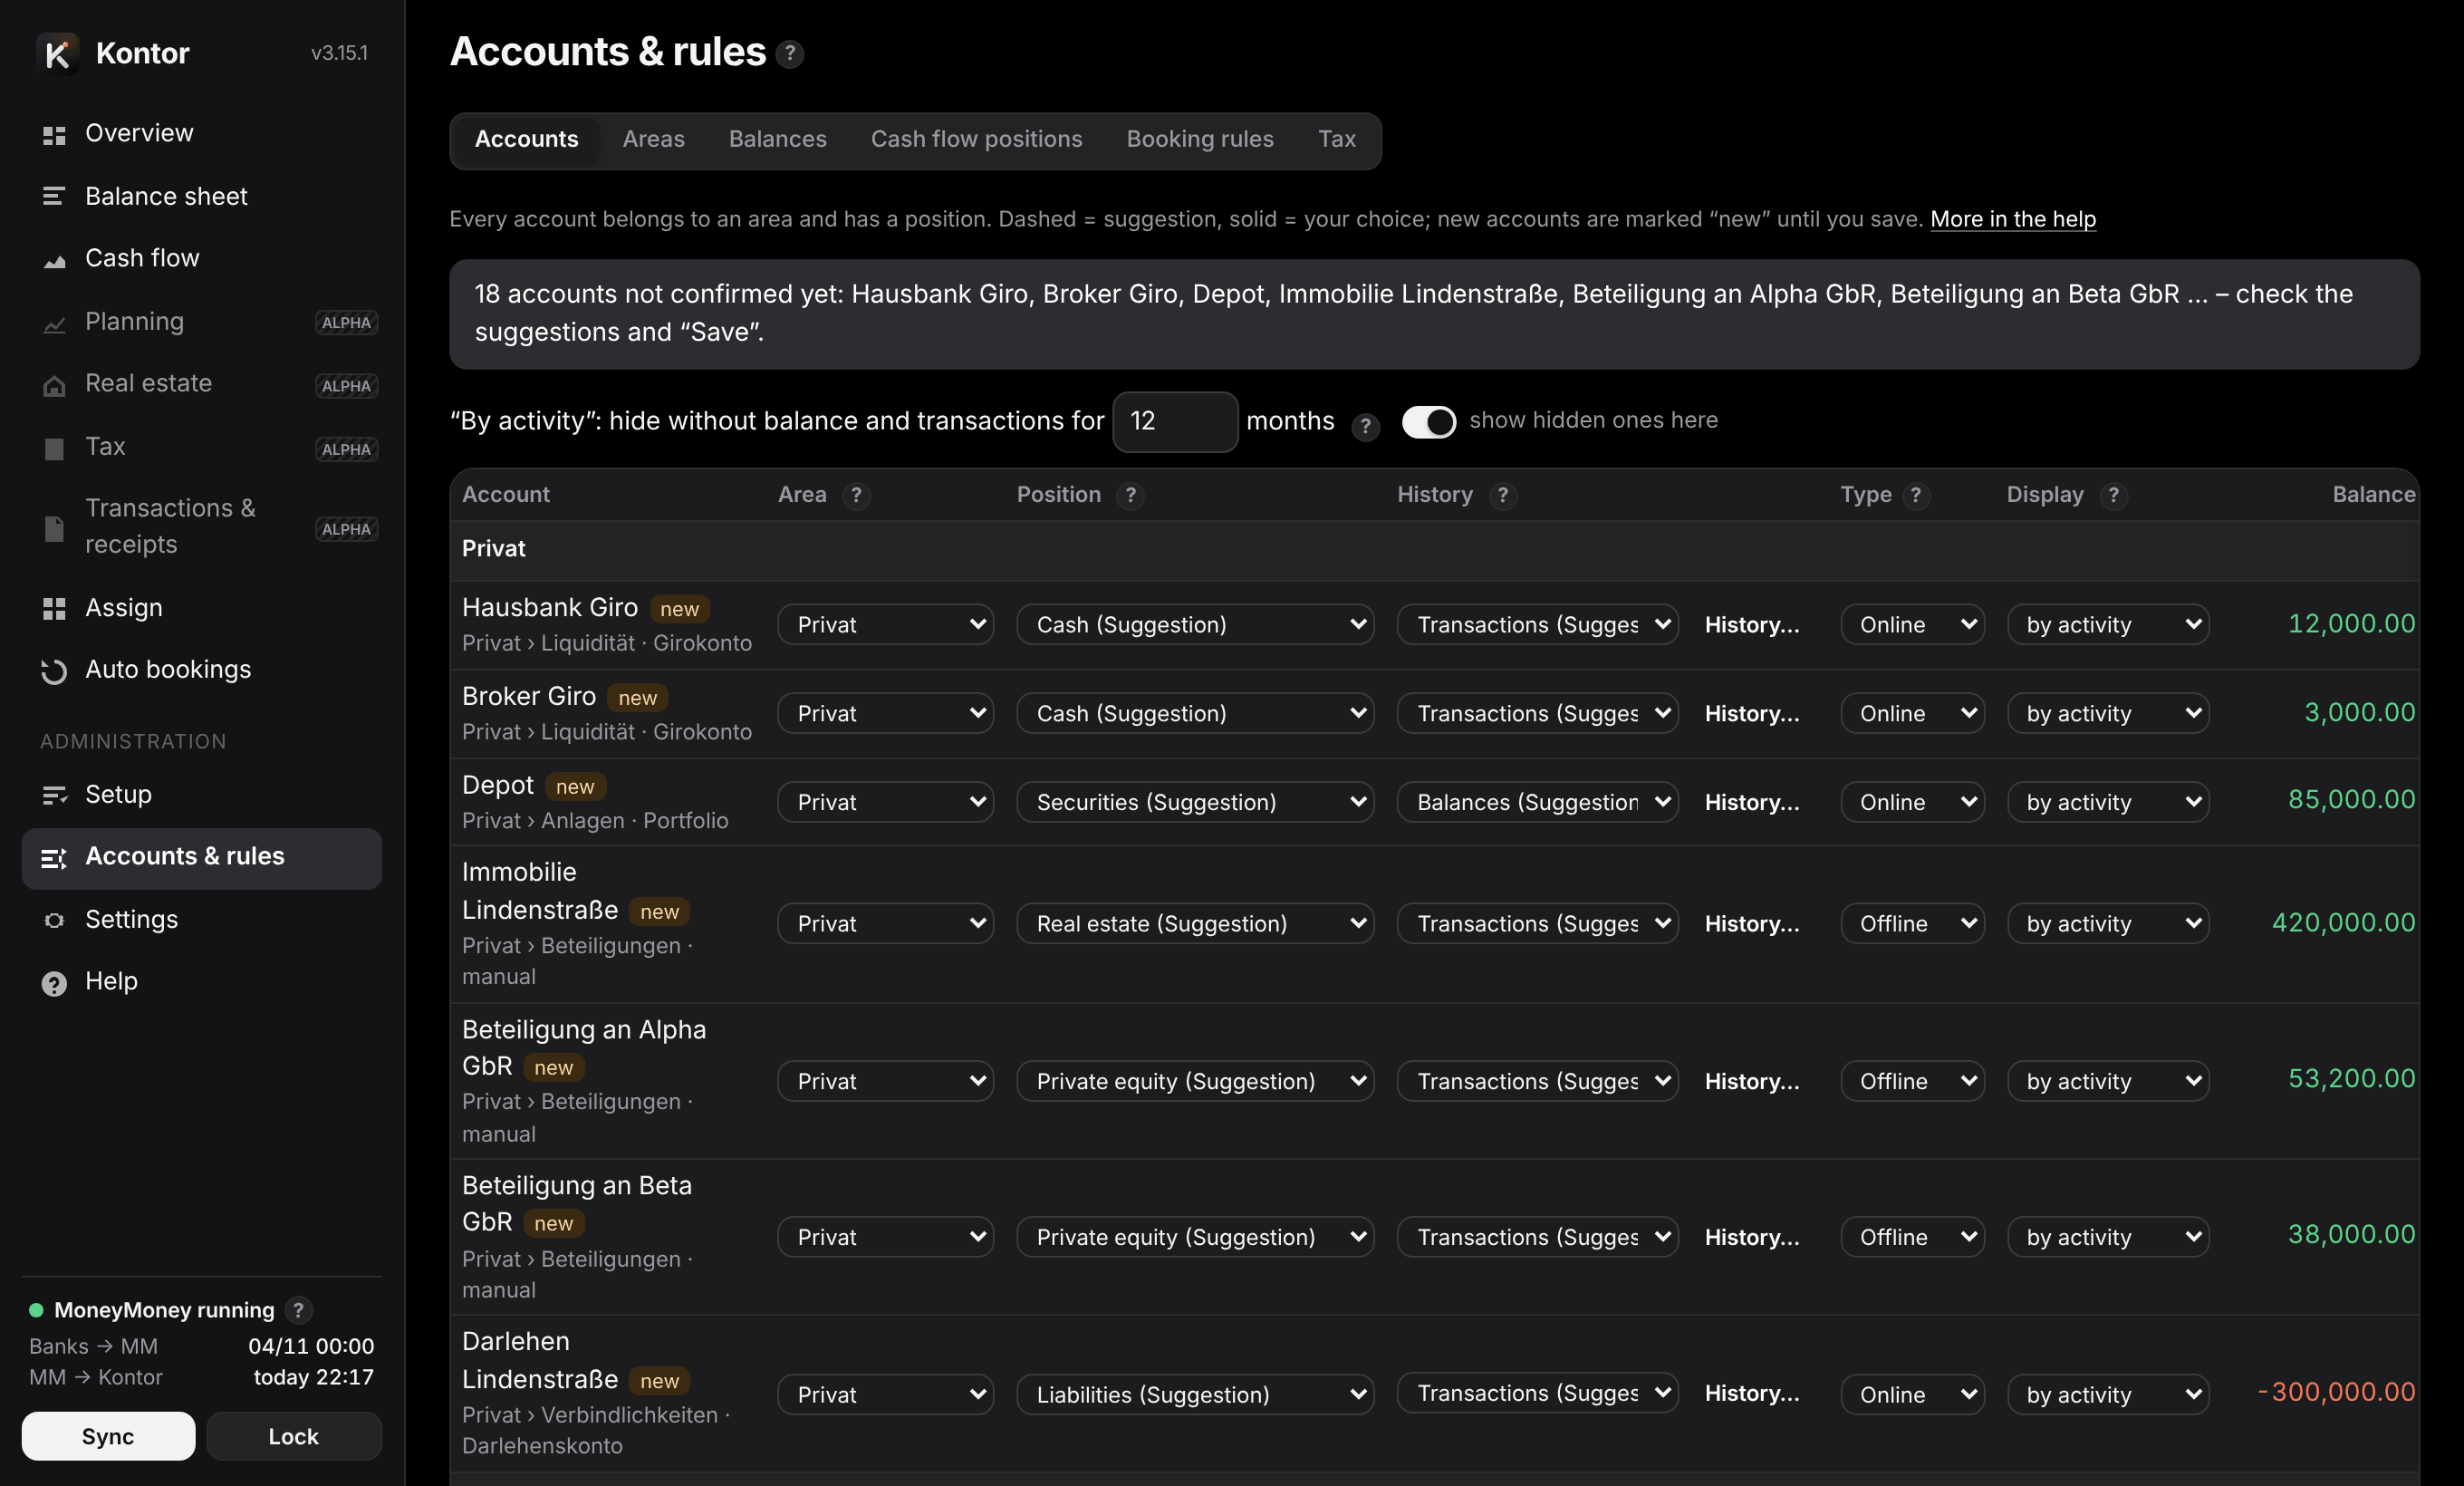 Kontor
v3.15.1
Overview
Balance sheet
Cash flow
Planning
ALPHA
Real estate
ALPHA
Tax
ALPHA
Transactions &
receipts
ALPHA
Assign
Auto bookings
ADMINISTRATION
Setup
Accounts & rules
Settings
Help
MoneyMoney running ?
Banks → MM 04/11 00:00
MM → Kontor today 22:17
Sync Lock
Accounts & rules ?
Accounts Areas Balances Cash flow positions Booking rules Tax
Every account belongs to an area and has a position. Dashed = suggestion, solid = your choice; new accounts are marked “new” until you save. More in the help
18 accounts not confirmed yet: Hausbank Giro, Broker Giro, Depot, Immobilie Lindenstraße, Beteiligung an Alpha GbR, Beteiligung an Beta GbR … – check the
suggestions and “Save”.
“By activity”: hide without balance and transactions for 12 months ? show hidden ones here
Account Area ? Position ? History ? Type ? Display ? Balance
Privat
Hausbank Giro new
Privat › Liquidität · Girokonto
Privat Cash (Suggestion) Transactions (Sugges History… Online by activity 12,000.00
Broker Giro new
Privat › Liquidität · Girokonto
Privat Cash (Suggestion) Transactions (Sugges History… Online by activity 3,000.00
Depot new
Privat › Anlagen · Portfolio
Privat Securities (Suggestion) Balances (Suggestion History… Online by activity 85,000.00
Immobilie
Lindenstraße new
Privat › Beteiligungen ·
manual
Privat Real estate (Suggestion) Transactions (Sugges History… Offline by activity 420,000.00
Beteiligung an Alpha
GbR new
Privat › Beteiligungen ·
manual
Privat Private equity (Suggestion) Transactions (Sugges History… Offline by activity 53,200.00
Beteiligung an Beta
GbR new
Privat › Beteiligungen ·
manual
Privat Private equity (Suggestion) Transactions (Sugges History… Offline by activity 38,000.00
Darlehen
Lindenstraße new
Privat › Verbindlichkeiten ·
Darlehenskonto
Privat Liabilities (Suggestion) Transactions (Sugges History… Online by activity -300,000.00